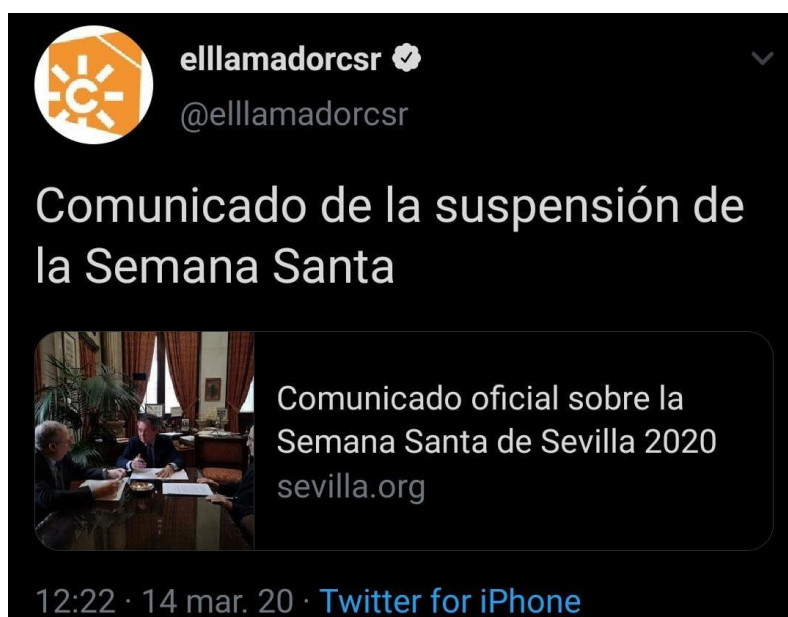 elllamadorcsr
@elllamadorcsr
Comunicado de la suspensión de
la Semana Santa
Comunicado oficial sobre la
Semana Santa de Sevilla 2020
sevilla.org
12:22 · 14 mar. 20 · Twitter for iPhone